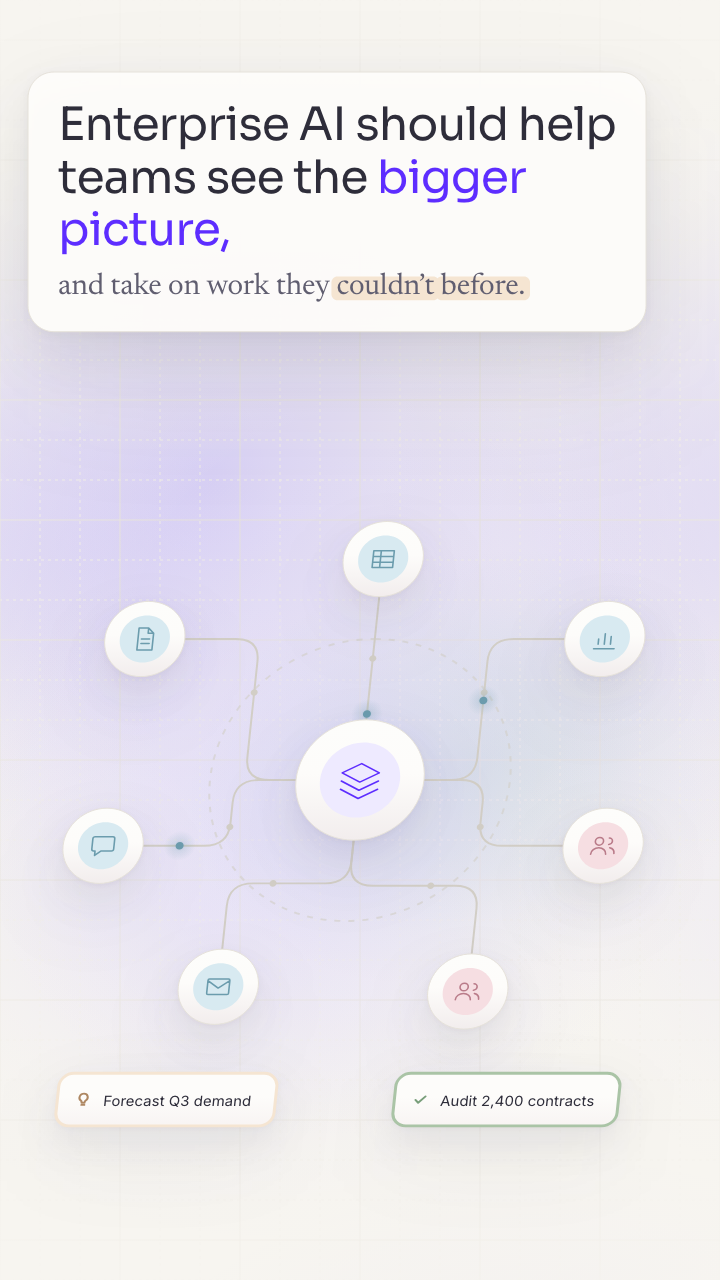 Enterprise AI should help
teams see the bigger
picture,
and take on work they couldn’t before.
Forecast Q3 demand
Audit 2,400 contracts